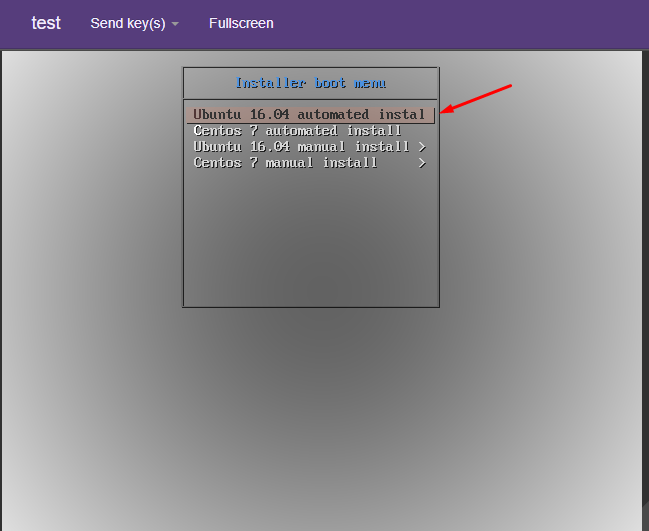 test Send key(s) Fullscreen
Installer boot menu
Ubuntu 16.04 automated instal
Centos 7 automated install
Ubuntu 16.04 manual install >
Centos 7 manual install >